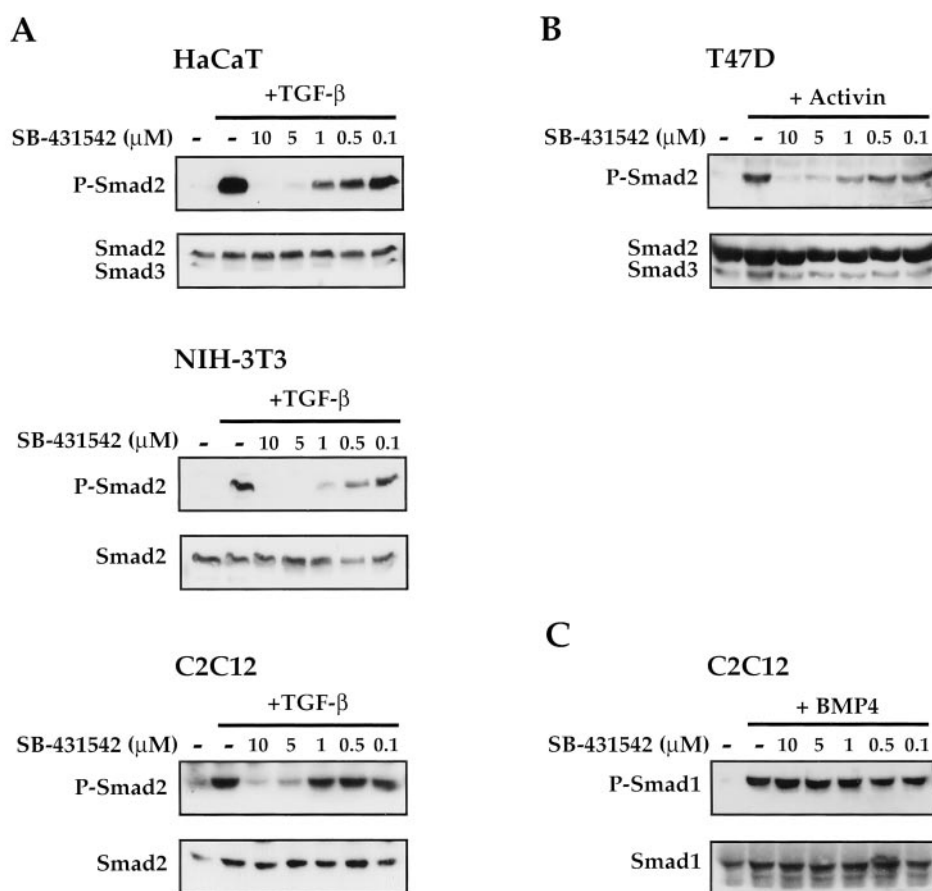 A
HaCaT
+TGF-β
SB-431542 (μM) - - 10 5 1 0.5 0.1
P-Smad2
Smad2
Smad3
NIH-3T3
+TGF-β
SB-431542 (μM) - - 10 5 1 0.5 0.1
P-Smad2
Smad2
C2C12
+TGF-β
SB-431542 (μM) - - 10 5 1 0.5 0.1
P-Smad2
Smad2
B
T47D
+ Activin
SB-431542 (μM) - - 10 5 1 0.5 0.1
P-Smad2
Smad2
Smad3
C
C2C12
+ BMP4
SB-431542 (μM) - - 10 5 1 0.5 0.1
P-Smad1
Smad1